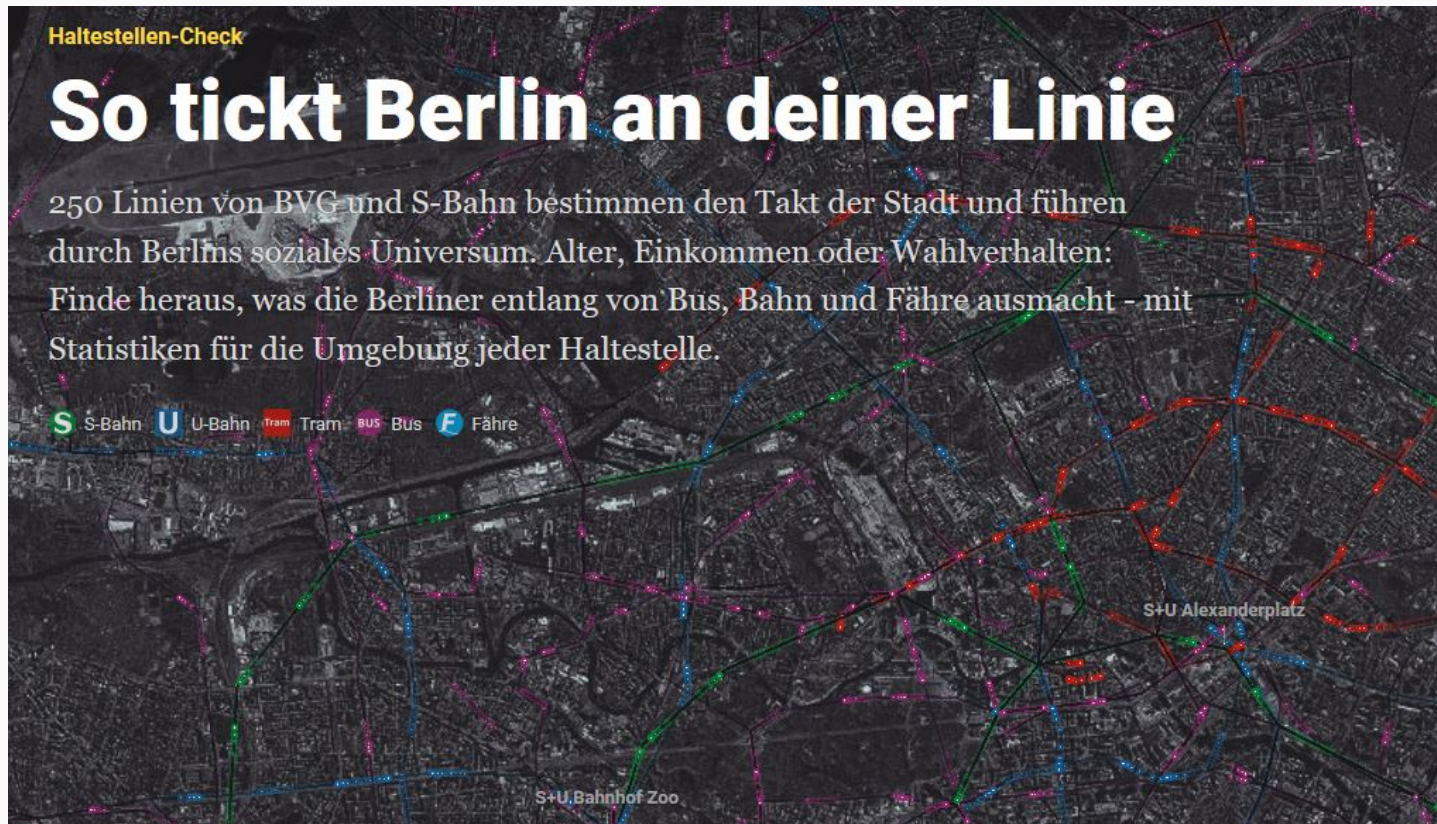 Haltestellen-Check
So tickt Berlin an deiner Linie
250 Linien von BVG und S-Bahn bestimmen den Takt der Stadt und führen
durch Berlins soziales Universum. Alter, Einkommen oder Wahlverhalten:
Finde heraus, was die Berliner entlang von Bus, Bahn und Fähre ausmacht - mit
Statistiken für die Umgebung jeder Haltestelle.
S S-Bahn U U-Bahn Tram Tram BUS Bus F Fähre
S+U Alexanderplatz
S+U Bahnhof Zoo